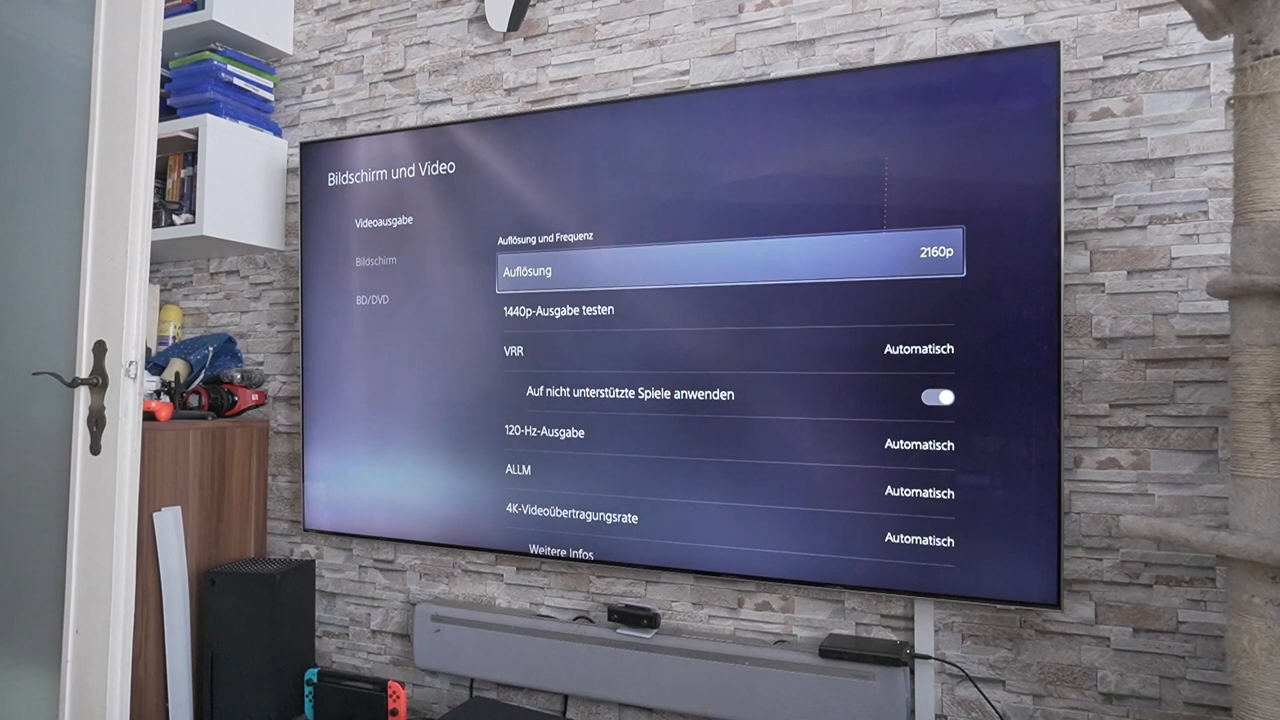 Bildschirm und Video
Videoausgabe
Bildschirm
BD/DVD
Auflösung und Frequenz
Auflösung 2160p
1440p-Ausgabe testen
VRR Automatisch
Auf nicht unterstützte Spiele anwenden
120-Hz-Ausgabe Automatisch
ALLM Automatisch
4K-Videoübertragungsrate Automatisch
Weitere Infos